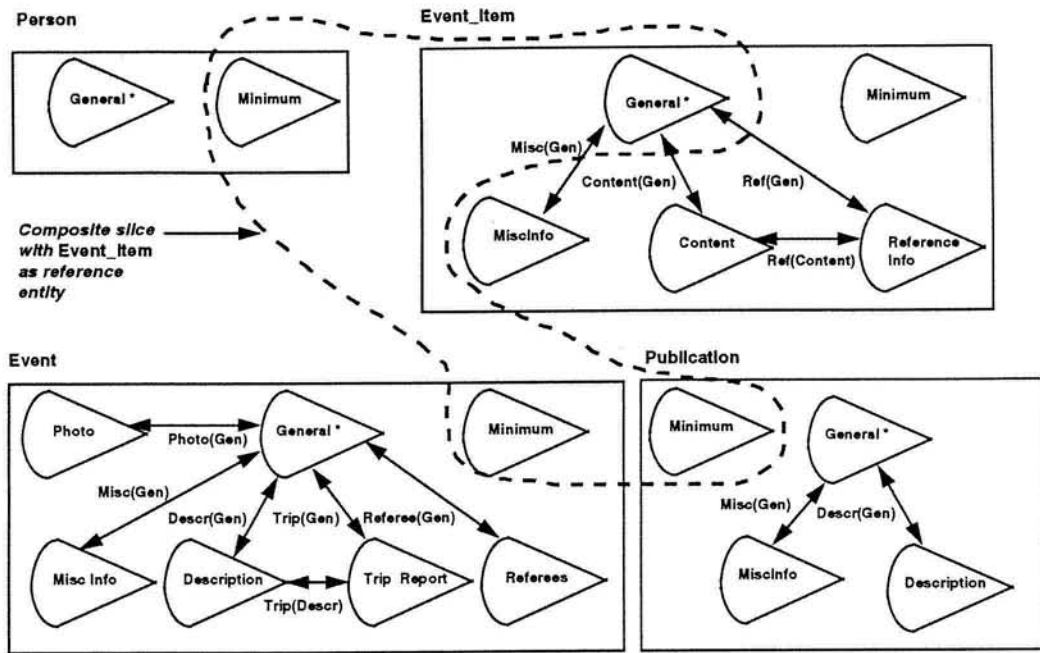 Person
General *
Minimum
Event_Item
General *
Minimum
Misc(Gen)
Content(Gen)
Ref(Gen)
MiscInfo
Content
Reference
Info
Ref(Content)
Composite slice
with Event_Item
as reference
entity
Event
Photo
Photo(Gen)
General *
Minimum
Misc(Gen)
Descr(Gen)
Trip(Gen)
Referee(Gen)
Misc Info
Description
Trip Report
Referees
Trip(Descr)
Publication
Minimum
General *
Misc(Gen)
Descr(Gen)
MiscInfo
Description